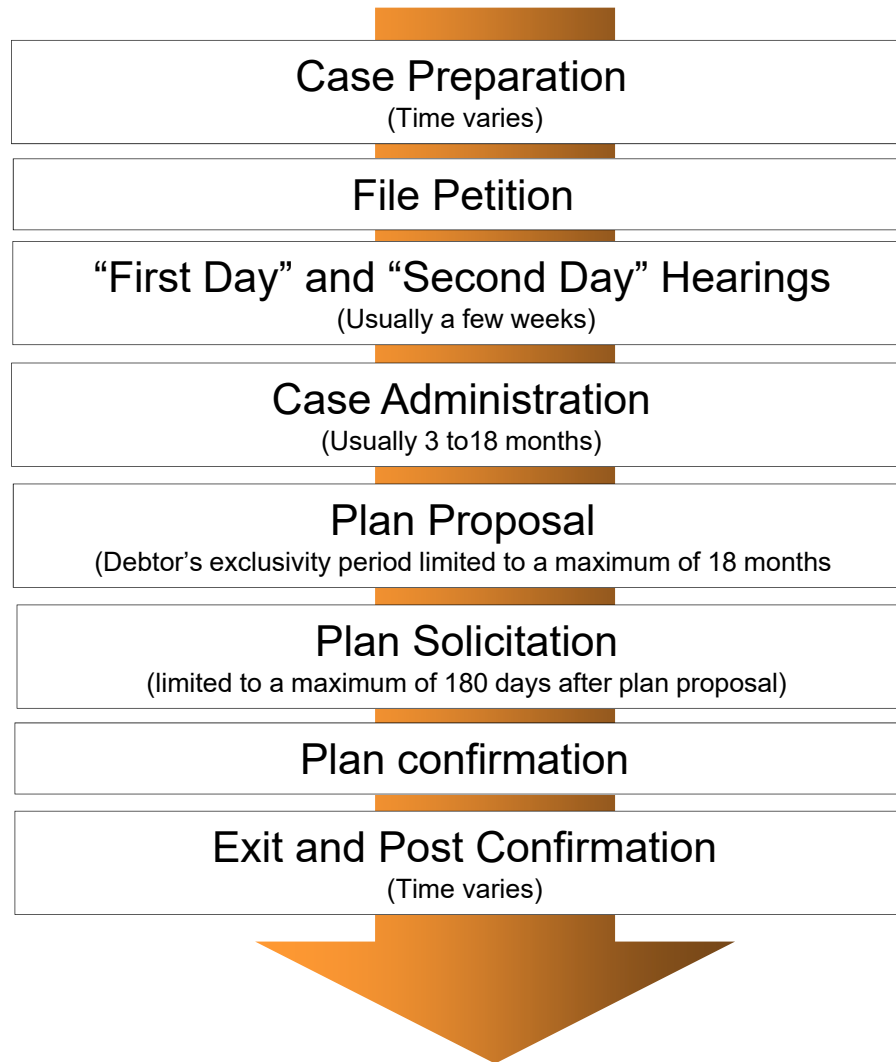 Case Preparation
(Time varies)
File Petition
“First Day” and “Second Day” Hearings
(Usually a few weeks)
Case Administration
(Usually 3 to18 months)
Plan Proposal
(Debtor’s exclusivity period limited to a maximum of 18 months
Plan Solicitation
(limited to a maximum of 180 days after plan proposal)
Plan confirmation
Exit and Post Confirmation
(Time varies)